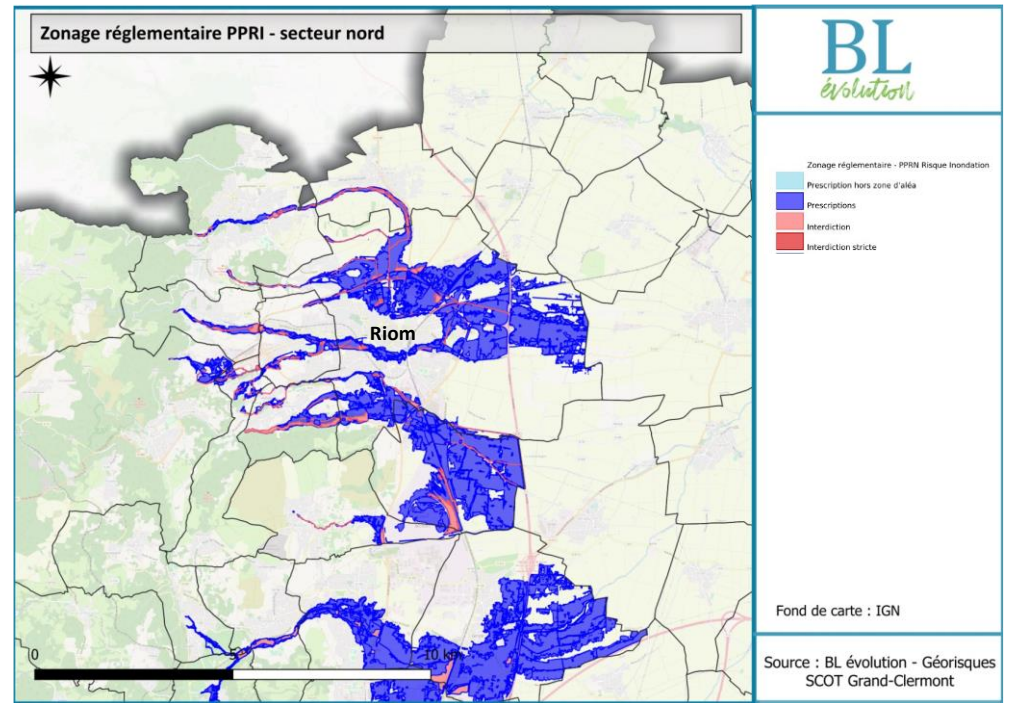 Zonage réglementaire PPRI - secteur nord
BL
évolution
Zonage réglementaire - PPRN Risque Inondation
Prescription hors zone d'aléa
Prescriptions
Interdiction
Interdiction stricte
Riom
0
10 km
Fond de carte : IGN
Source : BL évolution - Géorisques
SCOT Grand-Clermont